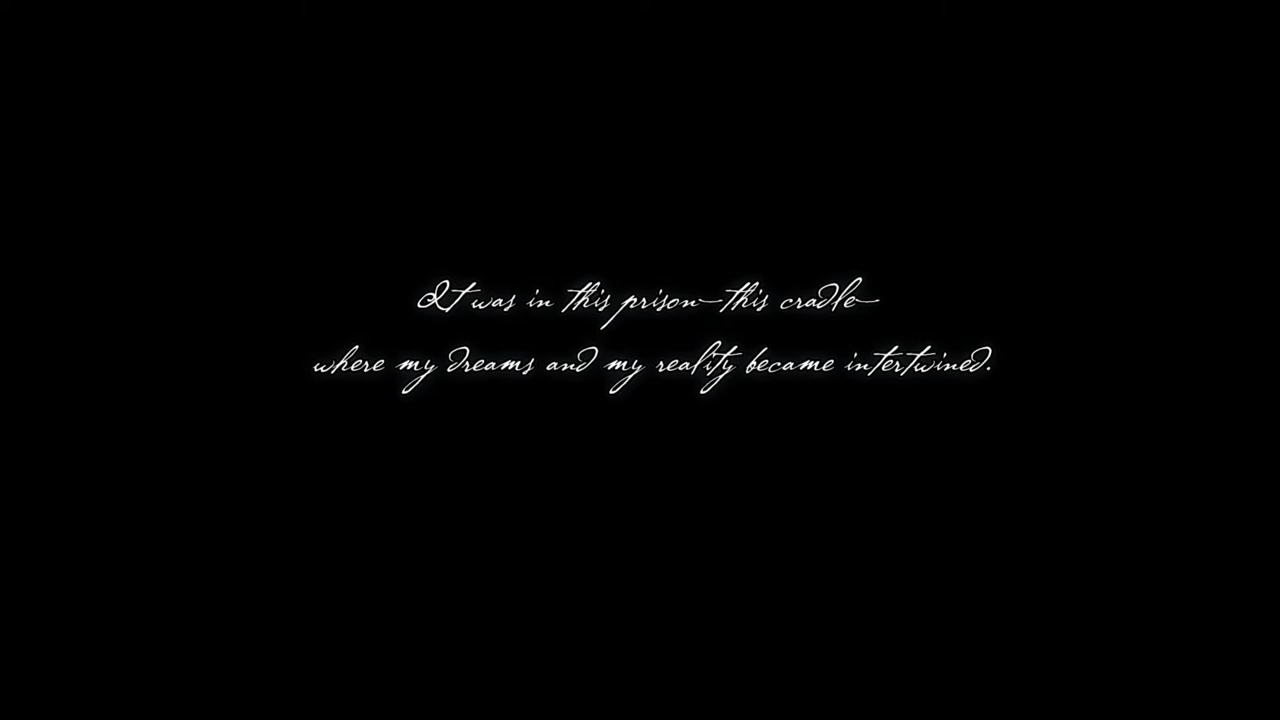 It was in this prison—this cradle—
where my dreams and my reality became intertwined.